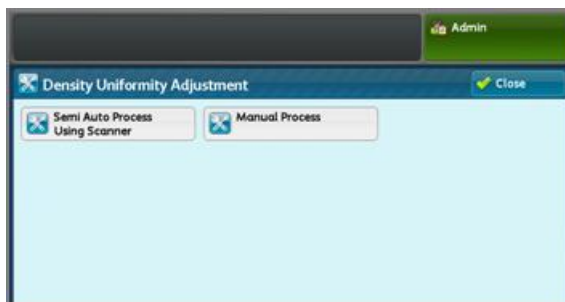 Admin
Density Uniformity Adjustment
Close
Semi Auto Process
Using Scanner
Manual Process